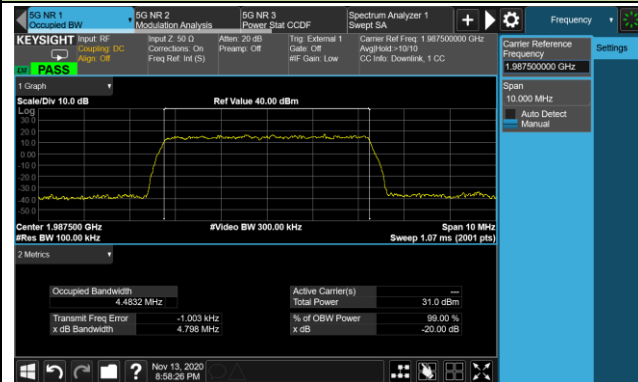 5G NR 1
Occupied BW
5G NR 2
Modulation Analysis
5G NR 3
Power Stat CCDF
Spectrum Analyzer 1
Swept SA
Frequency
KEYSIGHT
Input: RF
Coupling: DC
Align: Off
Input Z: 50 Ω
Corrections: On
Freq Ref: Int (S)
Atten: 20 dB
Preamp: Off
Trig: External 1
Gate: Off
#IF Gain: Low
Carrier Ref Freq: 1.987500000 GHz
Avg|Hold:>10/10
CC Info: Downlink, 1 CC
PASS
Carrier Reference
Frequency
1.987500000 GHz
Settings
Span
10.000 MHz
Auto Detect
Manual
1 Graph
Scale/Div 10.0 dB
Ref Value 40.00 dBm
Log
30.0
20.0
10.0
0.00
-10.0
-20.0
-30.0
-40.0
-50.0
Center 1.987500 GHz
#Video BW 300.00 kHz
Span 10 MHz
#Res BW 100.00 kHz
Sweep 1.07 ms (2001 pts)
2 Metrics
Occupied Bandwidth
4.4832 MHz
Active Carrier(s)
—
Total Power
31.0 dBm
Transmit Freq Error
-1.003 kHz
% of OBW Power
99.00 %
x dB Bandwidth
4.798 MHz
x dB
-20.00 dB
Nov 13, 2020
8:58:26 PM